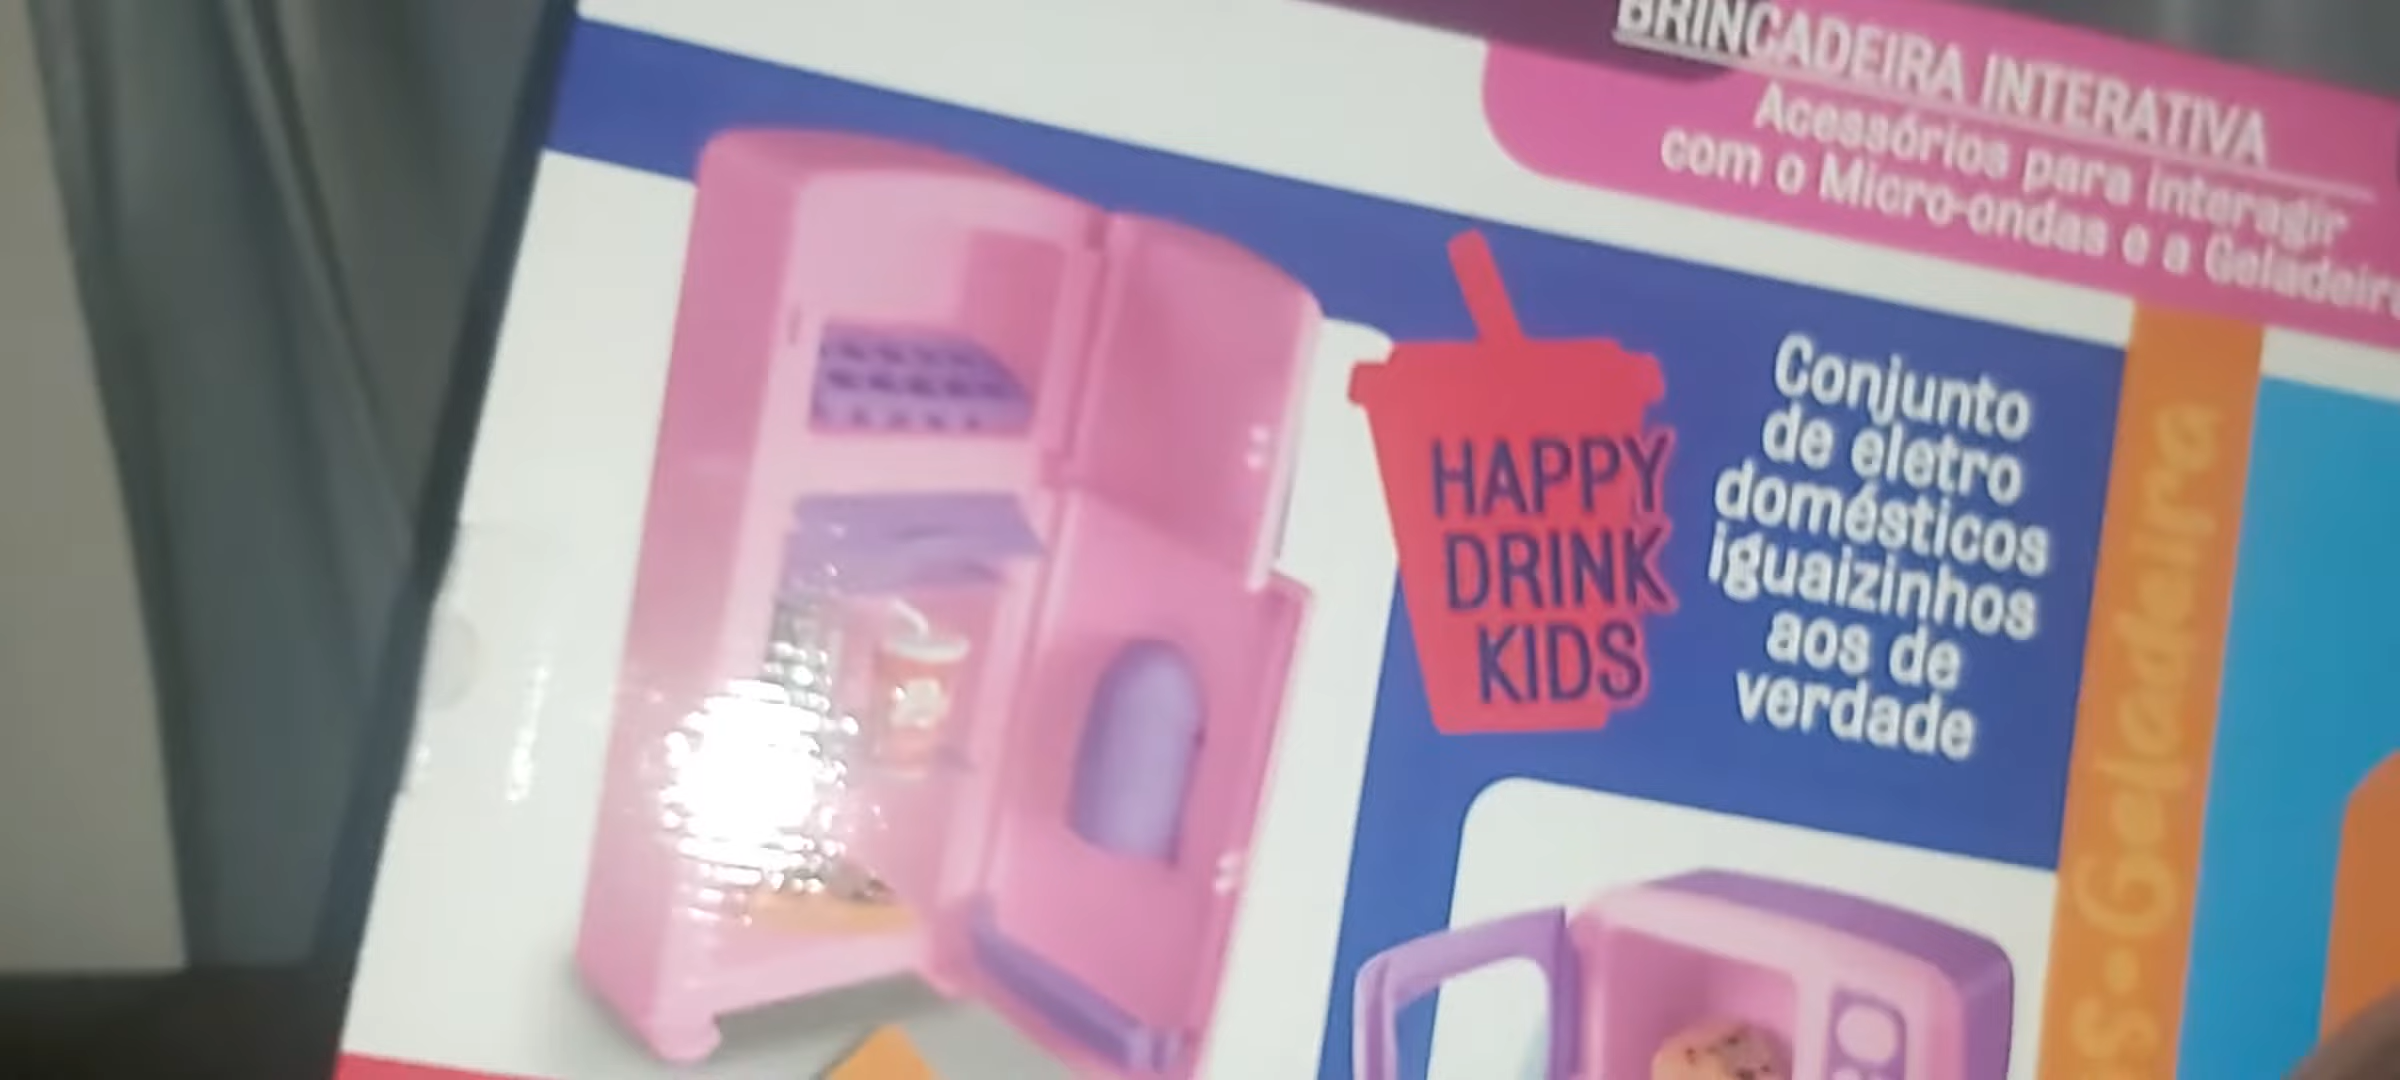 BRINCADEIRA INTERATIVA
Acessórios para interagir
com o Micro-ondas e a Geladeira
HAPPY
DRINK
KIDS
Conjunto
de eletro
domésticos
iguaizinhos
aos de
verdade
Geladeira